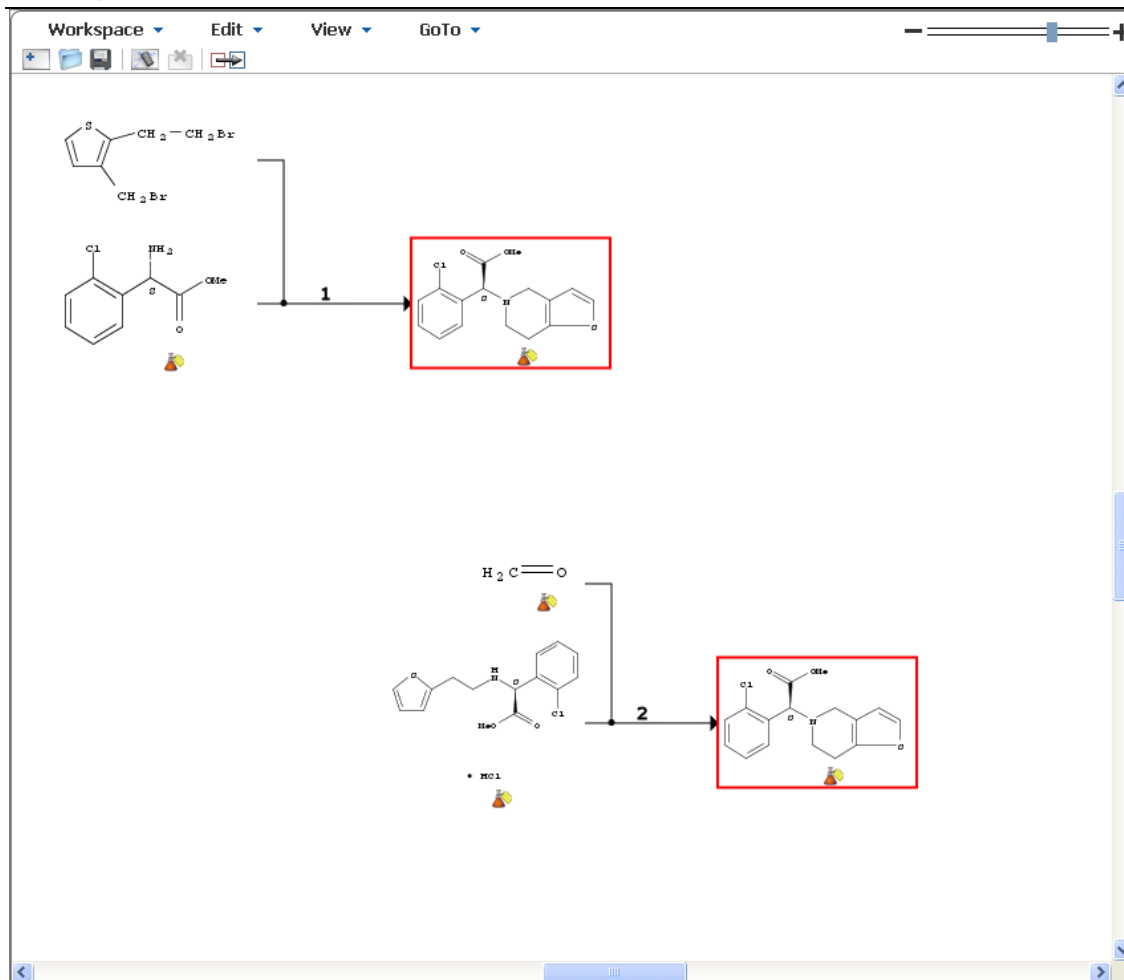 Workspace Edit View GoTo
S
CH2—CH2Br
CH2Br
Cl NH2
S OMe
O
1
O OMe
Cl
S N
S
H2C=O
S H N S
Cl
MeO O
• HCl
2
O OMe
Cl
S N
S